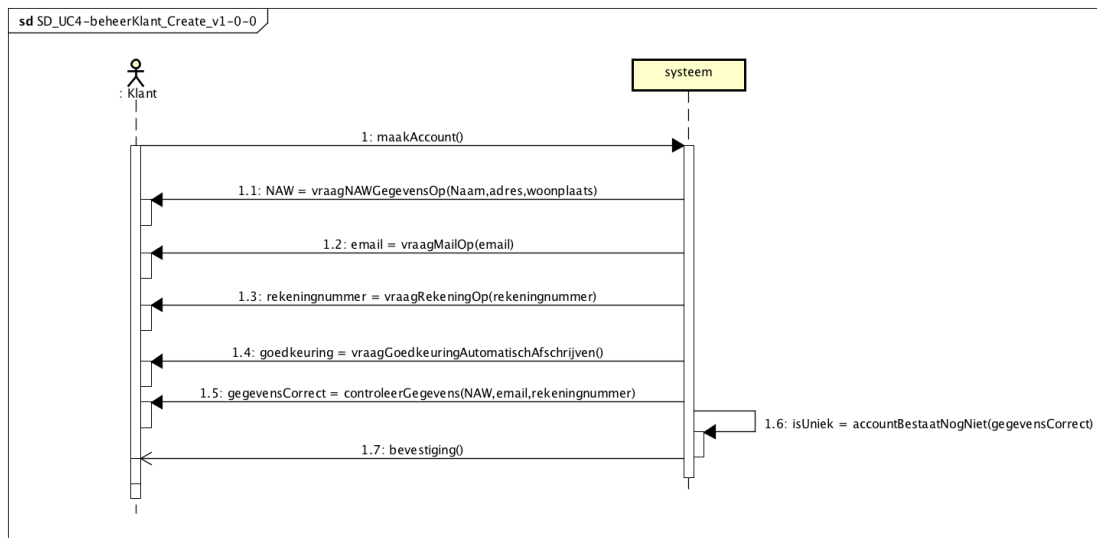 sd SD_UC4-beheerKlant_Create_v1-0-0
: Klant
systeem
1: maakAccount()
1.1: NAW = vraagNAWGegevensOp(Naam,adres,woonplaats)
1.2: email = vraagMailOp(email)
1.3: rekeningnummer = vraagRekeningOp(rekeningnummer)
1.4: goedkeuring = vraagGoedkeuringAutomatischAfschrijven()
1.5: gegevensCorrect = controleerGegevens(NAW,email,rekeningnummer)
1.6: isUniek = accountBestaatNogNiet(gegevensCorrect)
1.7: bevestiging()